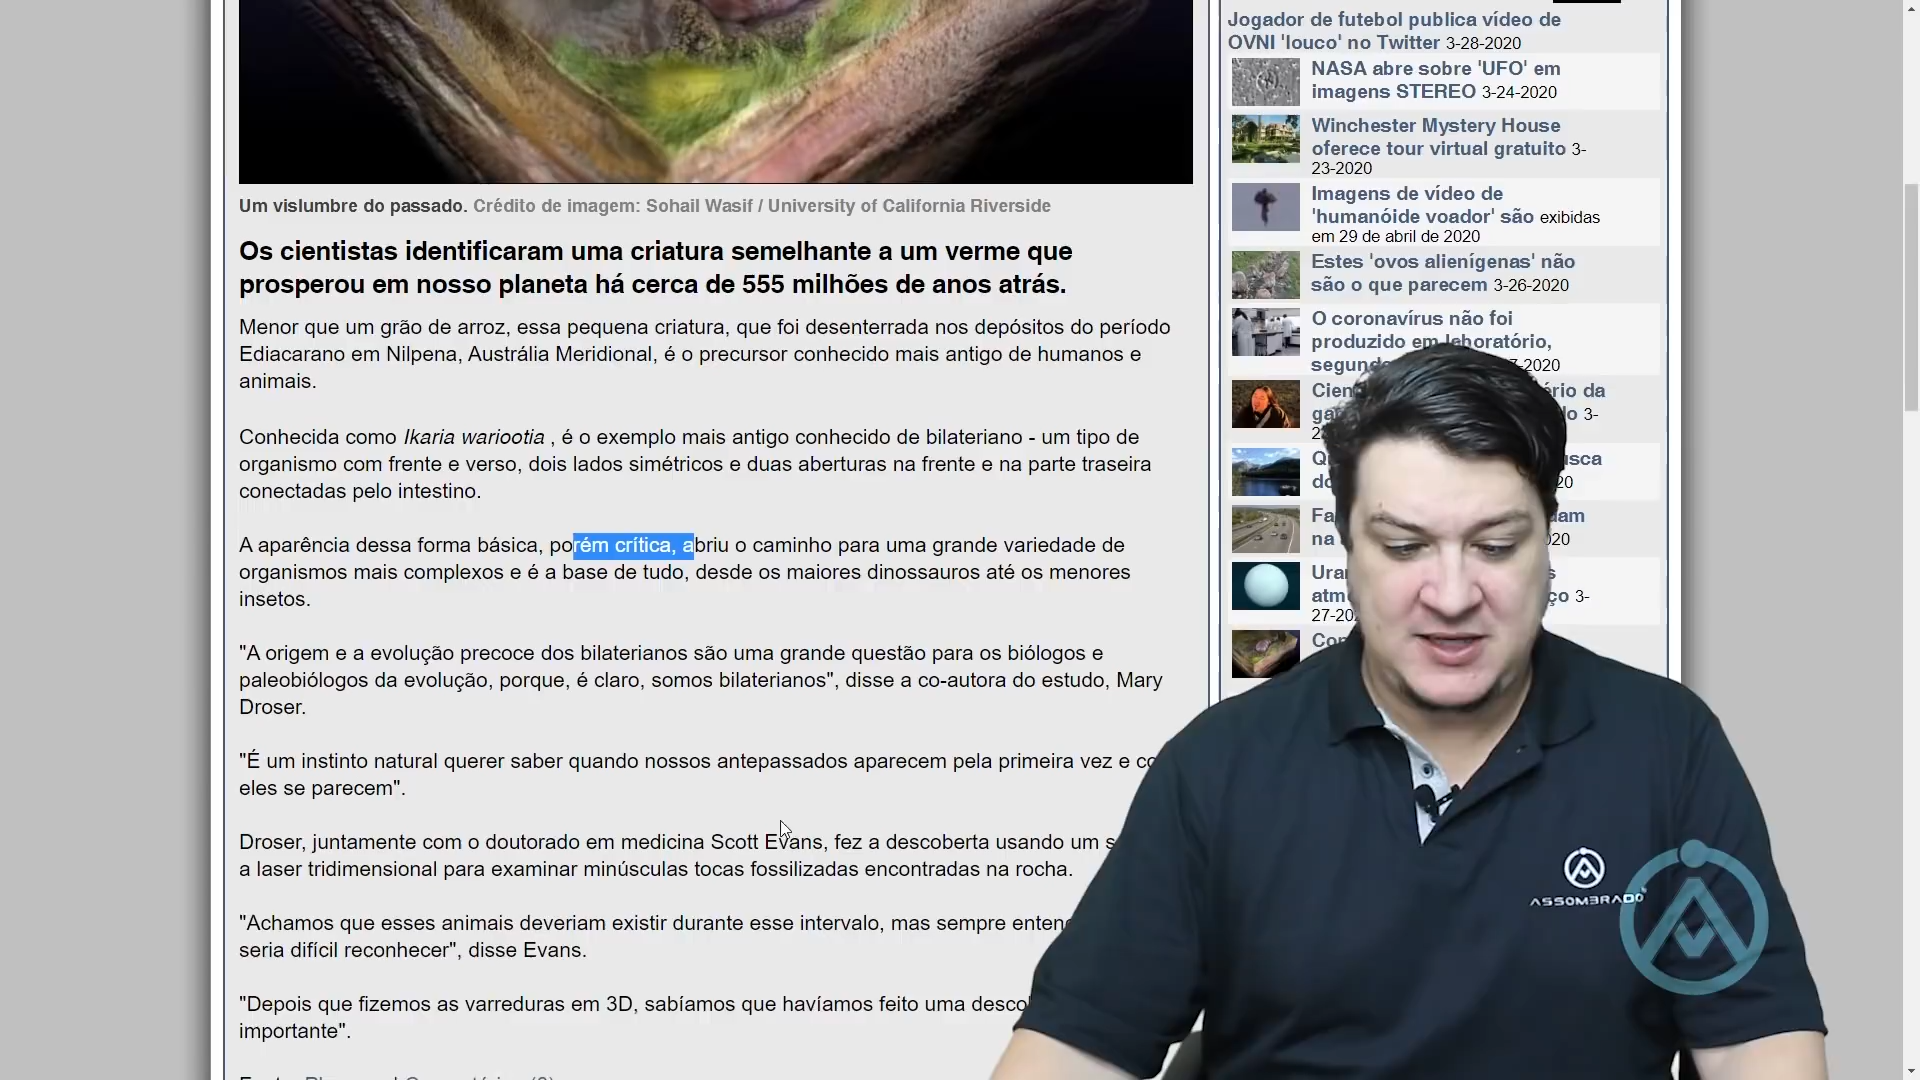 Um vislumbre do passado. Crédito de imagem: Sohail Wasif / University of California Riverside
Os cientistas identificaram uma criatura semelhante a um verme que
prosperou em nosso planeta há cerca de 555 milhões de anos atrás.
Menor que um grão de arroz, essa pequena criatura, que foi desenterrada nos depósitos do período
Ediacarano em Nilpena, Austrália Meridional, é o precursor conhecido mais antigo de humanos e
animais.
Conhecida como Ikaria wariootia , é o exemplo mais antigo conhecido de bilateriano - um tipo de
organismo com frente e verso, dois lados simétricos e duas aberturas na frente e na parte traseira
conectadas pelo intestino.
A aparência dessa forma básica, porém crítica, abriu o caminho para uma grande variedade de
organismos mais complexos e é a base de tudo, desde os maiores dinossauros até os menores
insetos.
"A origem e a evolução precoce dos bilaterianos são uma grande questão para os biólogos e
paleobiólogos da evolução, porque, é claro, somos bilaterianos", disse a co-autora do estudo, Mary
Droser.
"É um instinto natural querer saber quando nossos antepassados aparecem pela primeira vez e
eles se parecem".
Droser, juntamente com o doutorado em medicina Scott Evans, fez a descoberta usando um
a laser tridimensional para examinar minúsculas tocas fossilizadas encontradas na rocha.
"Achamos que esses animais deveriam existir durante esse intervalo, mas sempre
seria difícil reconhecer", disse Evans.
"Depois que fizemos as varreduras em 3D, sabíamos que havíamos feito uma
importante".
Jogador de futebol publica vídeo de
OVNI 'louco' no Twitter 3-28-2020
NASA abre sobre 'UFO' em
imagens STEREO 3-24-2020
Winchester Mystery House
oferece tour virtual gratuito 3-
23-2020
Imagens de vídeo de
'humanóide voador' são exibidas
em 29 de abril de 2020
Estes 'ovos alienígenas' não
são o que parecem 3-26-2020
O coronavírus não foi
produzido em laboratório,
-2020
da
3-
na
3-
ASSOMBRADO